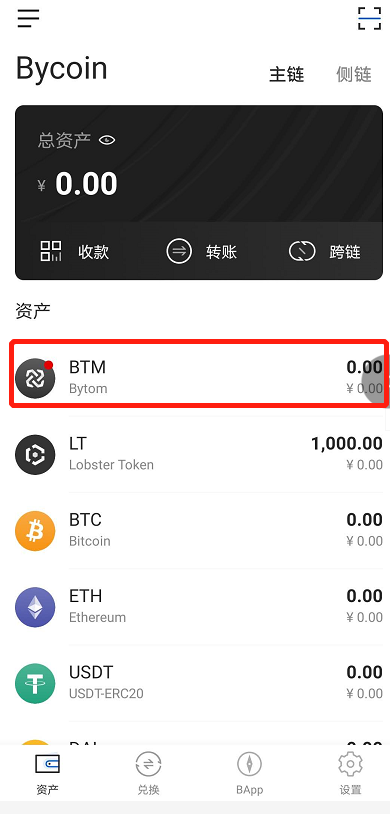 Bycoin
主链 侧链
总资产
¥ 0.00
收款 转账 跨链
资产
BTM 0.00
Bytom ¥ 0.00
LT 1,000.00
Lobster Token ¥ 0.00
BTC 0.00
Bitcoin ¥ 0.00
ETH 0.00
Ethereum ¥ 0.00
USDT 0.00
USDT-ERC20 ¥ 0.00
资产 兑换 BApp 设置